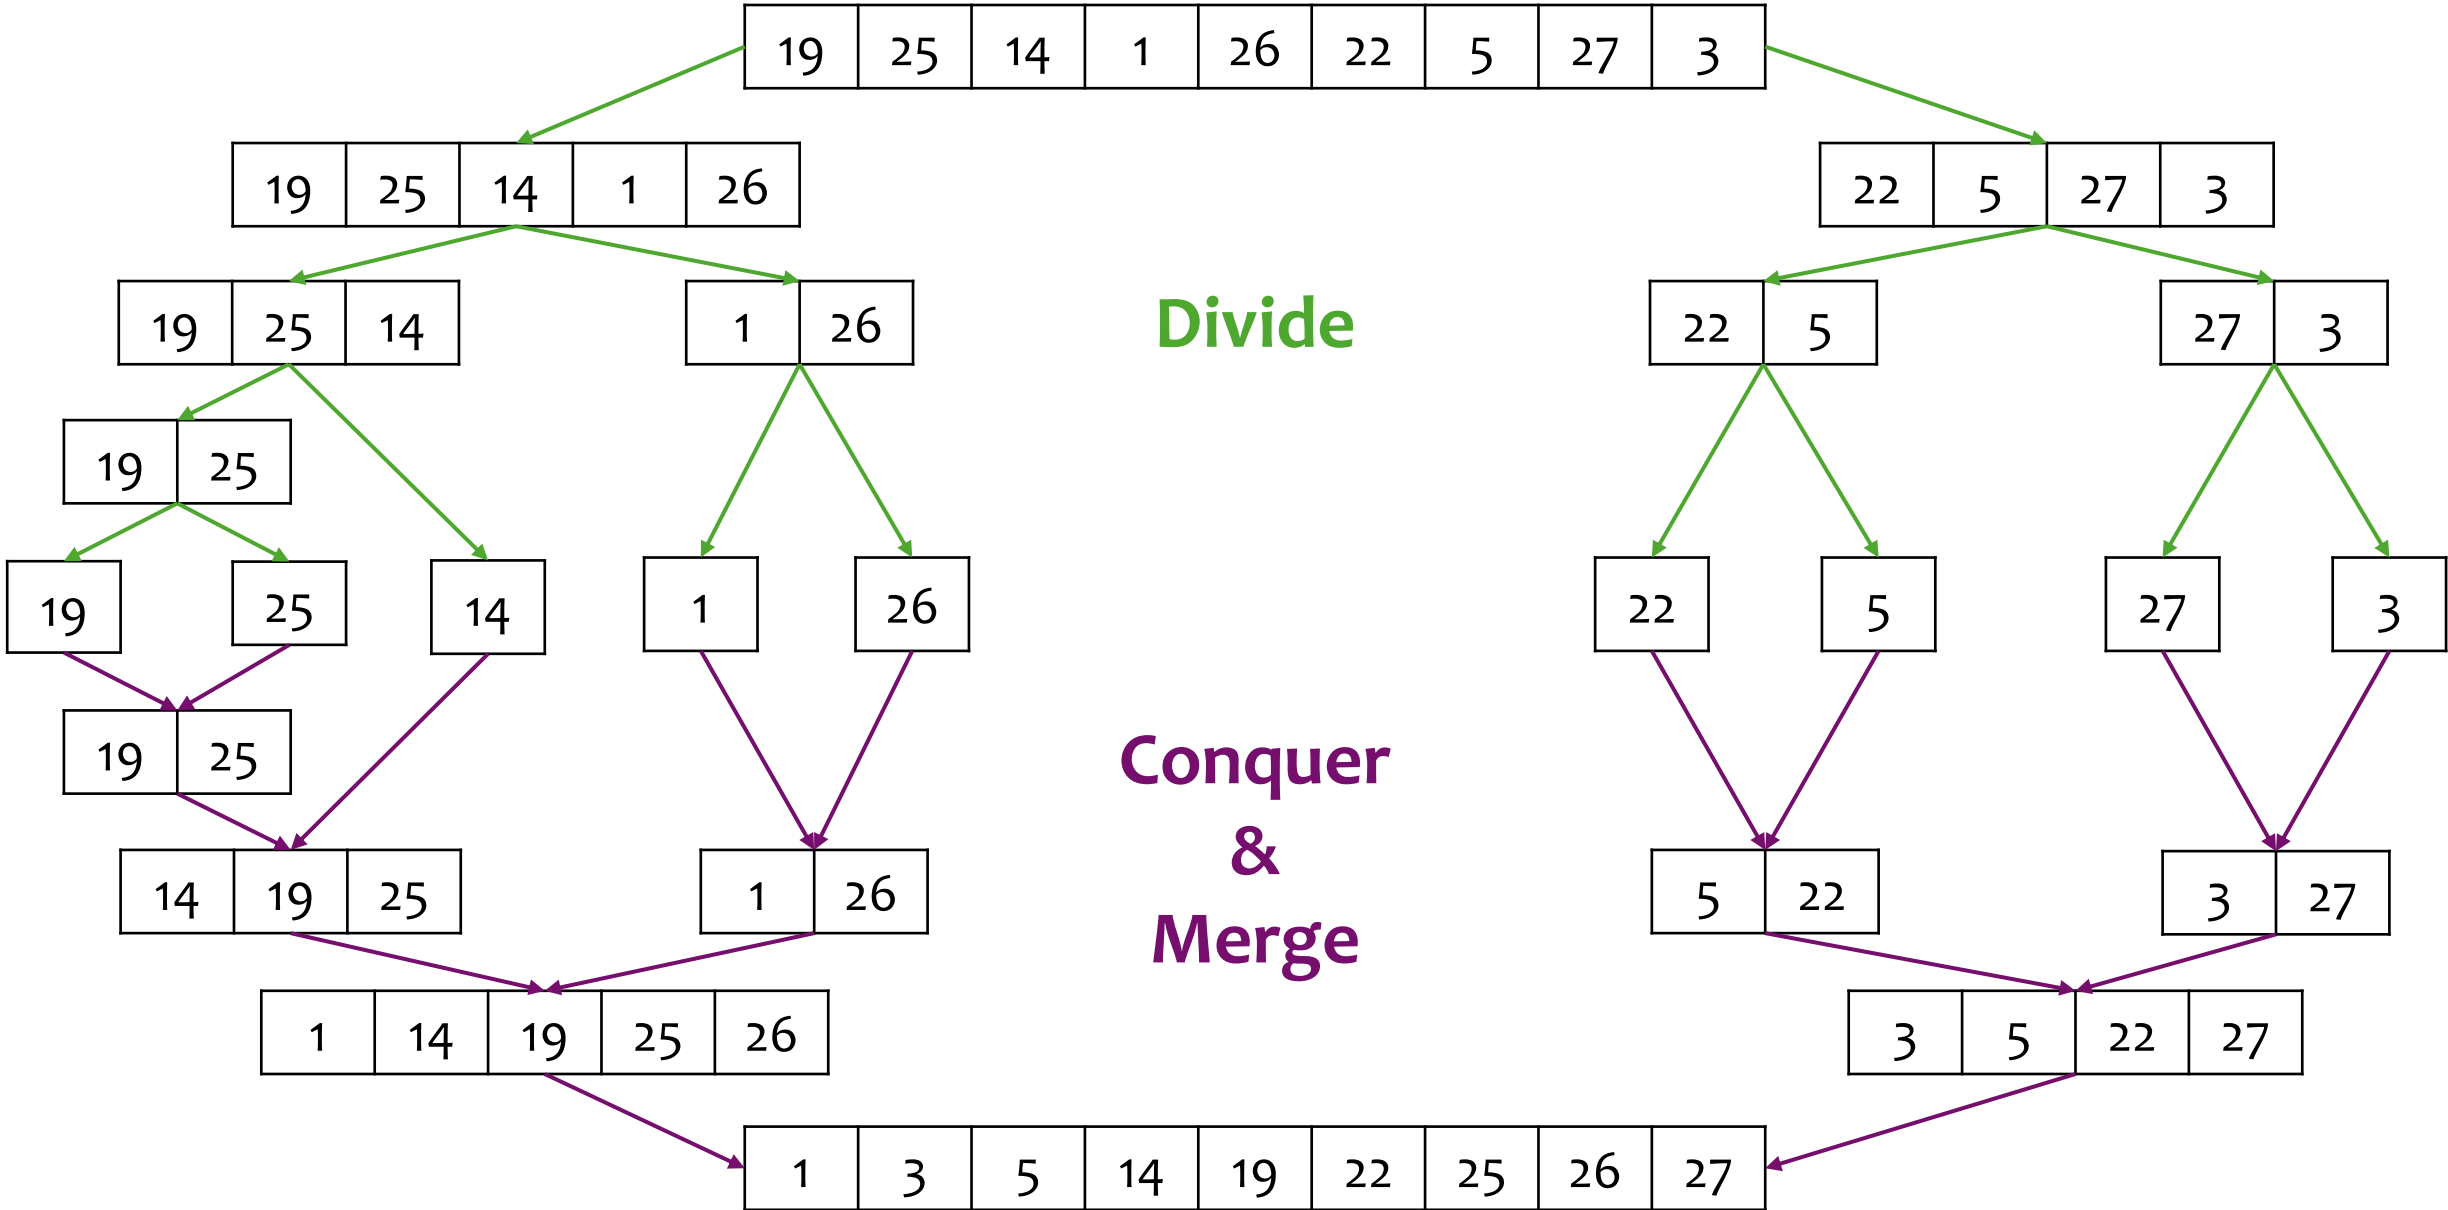 19 25 14 1 26 22 5 27 3
19 25 14 1 26 22 5 27 3
19 25 14 1 26 22 5 27 3
Divide
19 25
19 25 14 1 26 22 5 27 3
19 25
Conquer
&
Merge
14 19 25 1 26 5 22 3 27
1 14 19 25 26 3 5 22 27
1 3 5 14 19 22 25 26 27